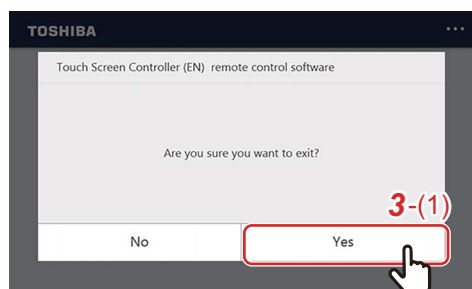 TOSHIBA ...
Touch Screen Controller (EN) remote control software
Are you sure you want to exit?
3-(1)
No Yes